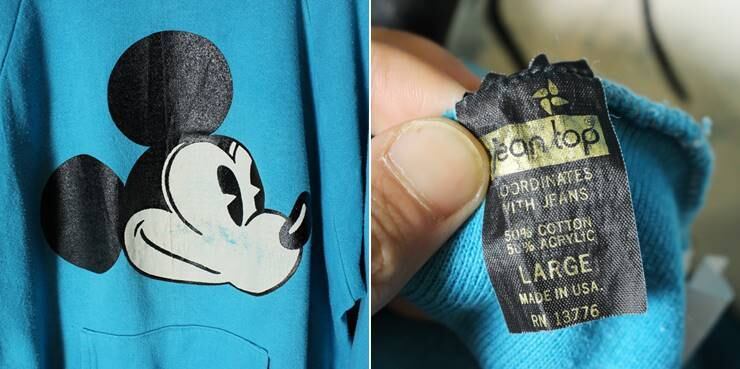 jean top
COORDINATES
WITH JEANS
50% COTTON
50% ACRYLIC
LARGE
MADE IN USA.
RN 13776